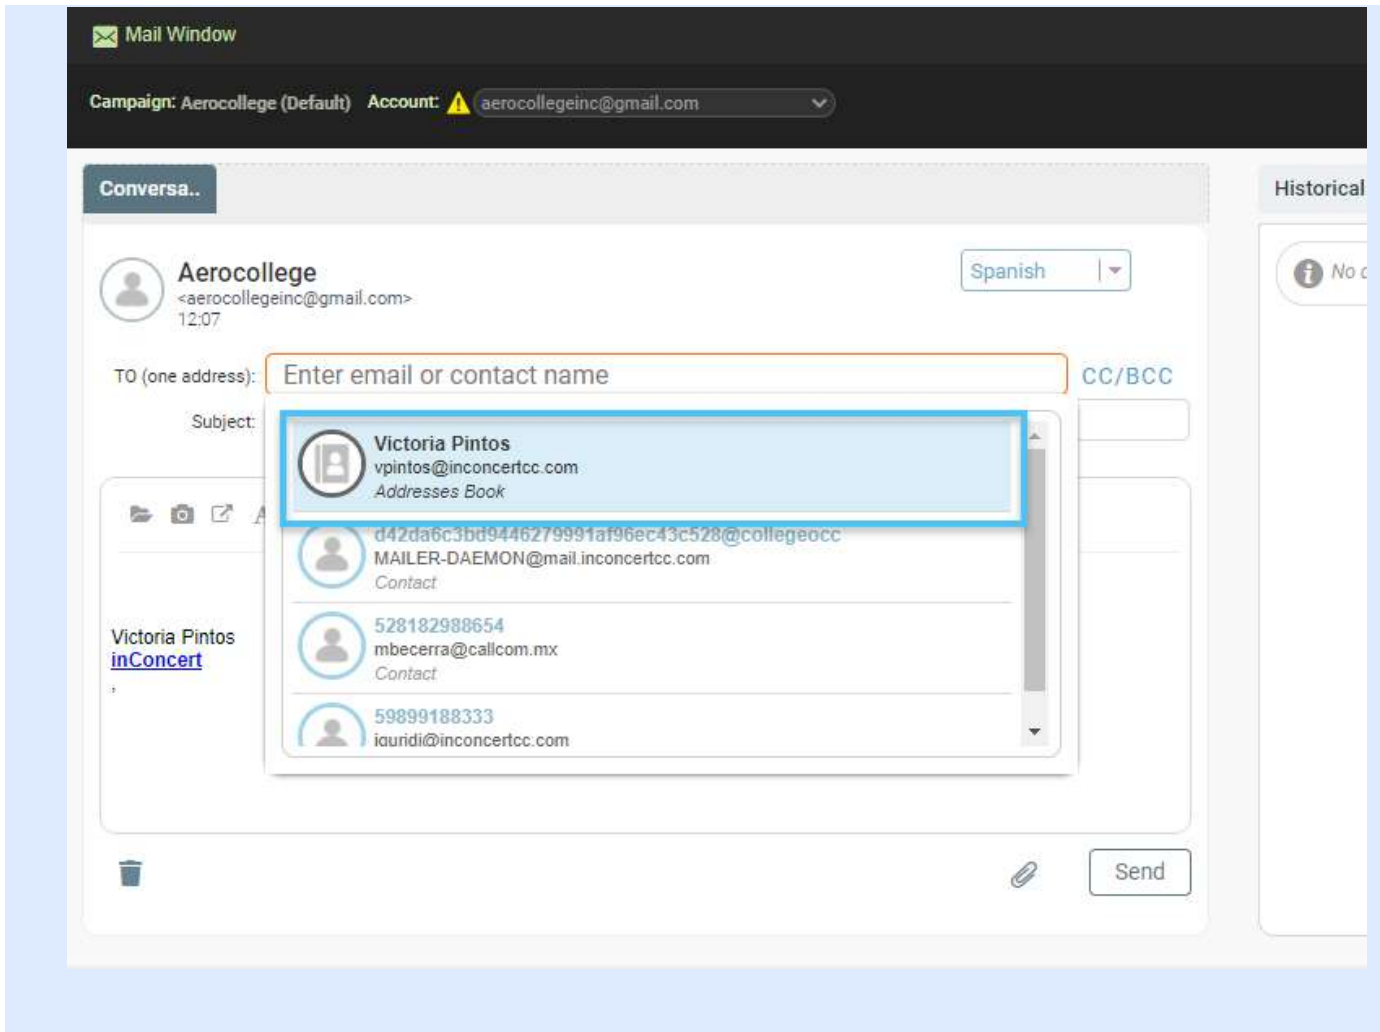 Mail Window
Campaign: Aerocollege (Default) Account: aerocollegeinc@gmail.com
Conversa..
Historical
Aerocollege
<aerocollegeinc@gmail.com>
12:07
Spanish
No
TO (one address): Enter email or contact name CC/BCC
Subject:
Victoria Pintos
vpintos@inconcertcc.com
Addresses Book
d42da6c3bd9446279991af96ec43c528@collegeocc
MAILER-DAEMON@mail.inconcertcc.com
Contact
528182988654
mbecerra@callcom.mx
Contact
59899188333
iguridi@inconcertcc.com
Victoria Pintos
inConcert
,
Send